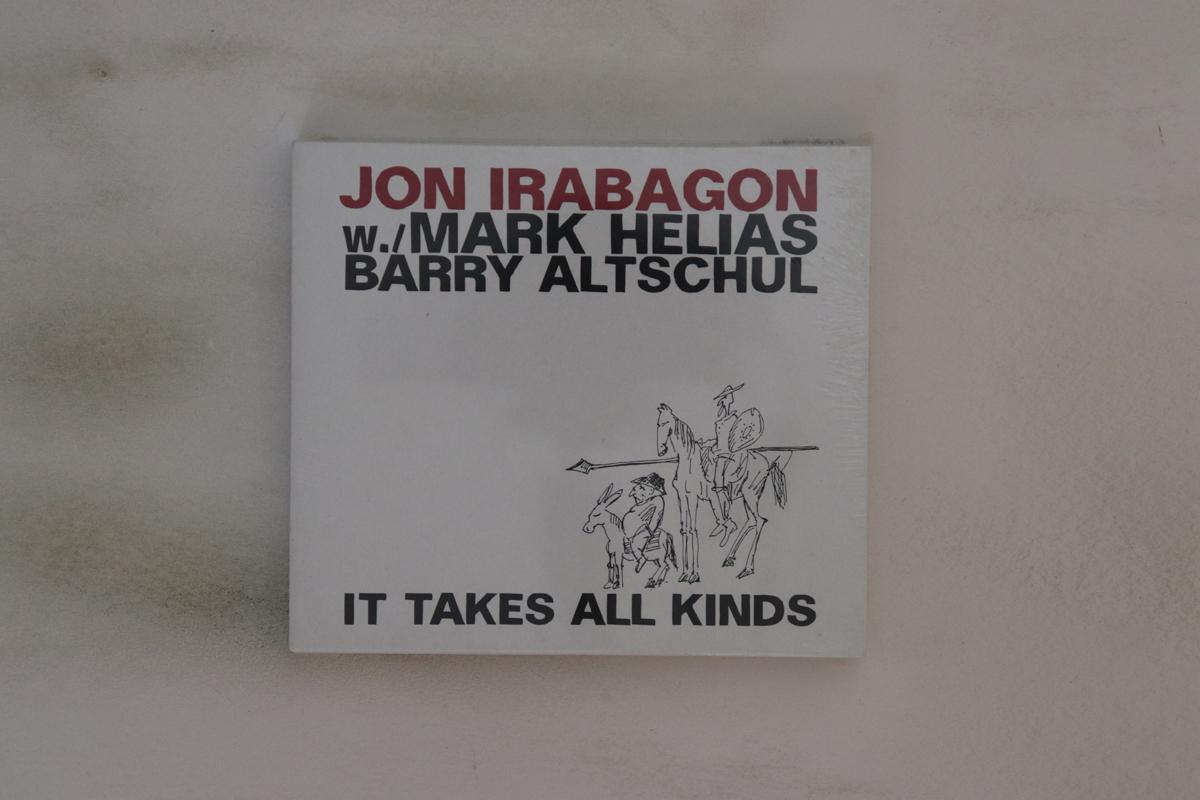 JON IRABAGON
W./MARK HELIAS
BARRY ALTSCHUL
IT TAKES ALL KINDS